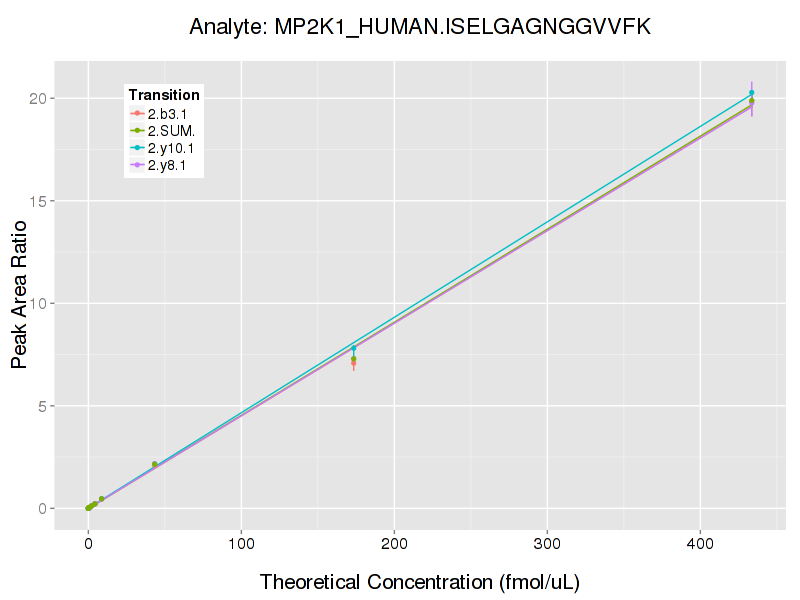 Analyte: MP2K1_HUMAN.ISELGAGNGGVVFK
Transition
2.b3.1
2.SUM.
2.y10.1
2.y8.1
20
15
10
5
0
Peak Area Ratio
0 100 200 300 400
Theoretical Concentration (fmol/uL)